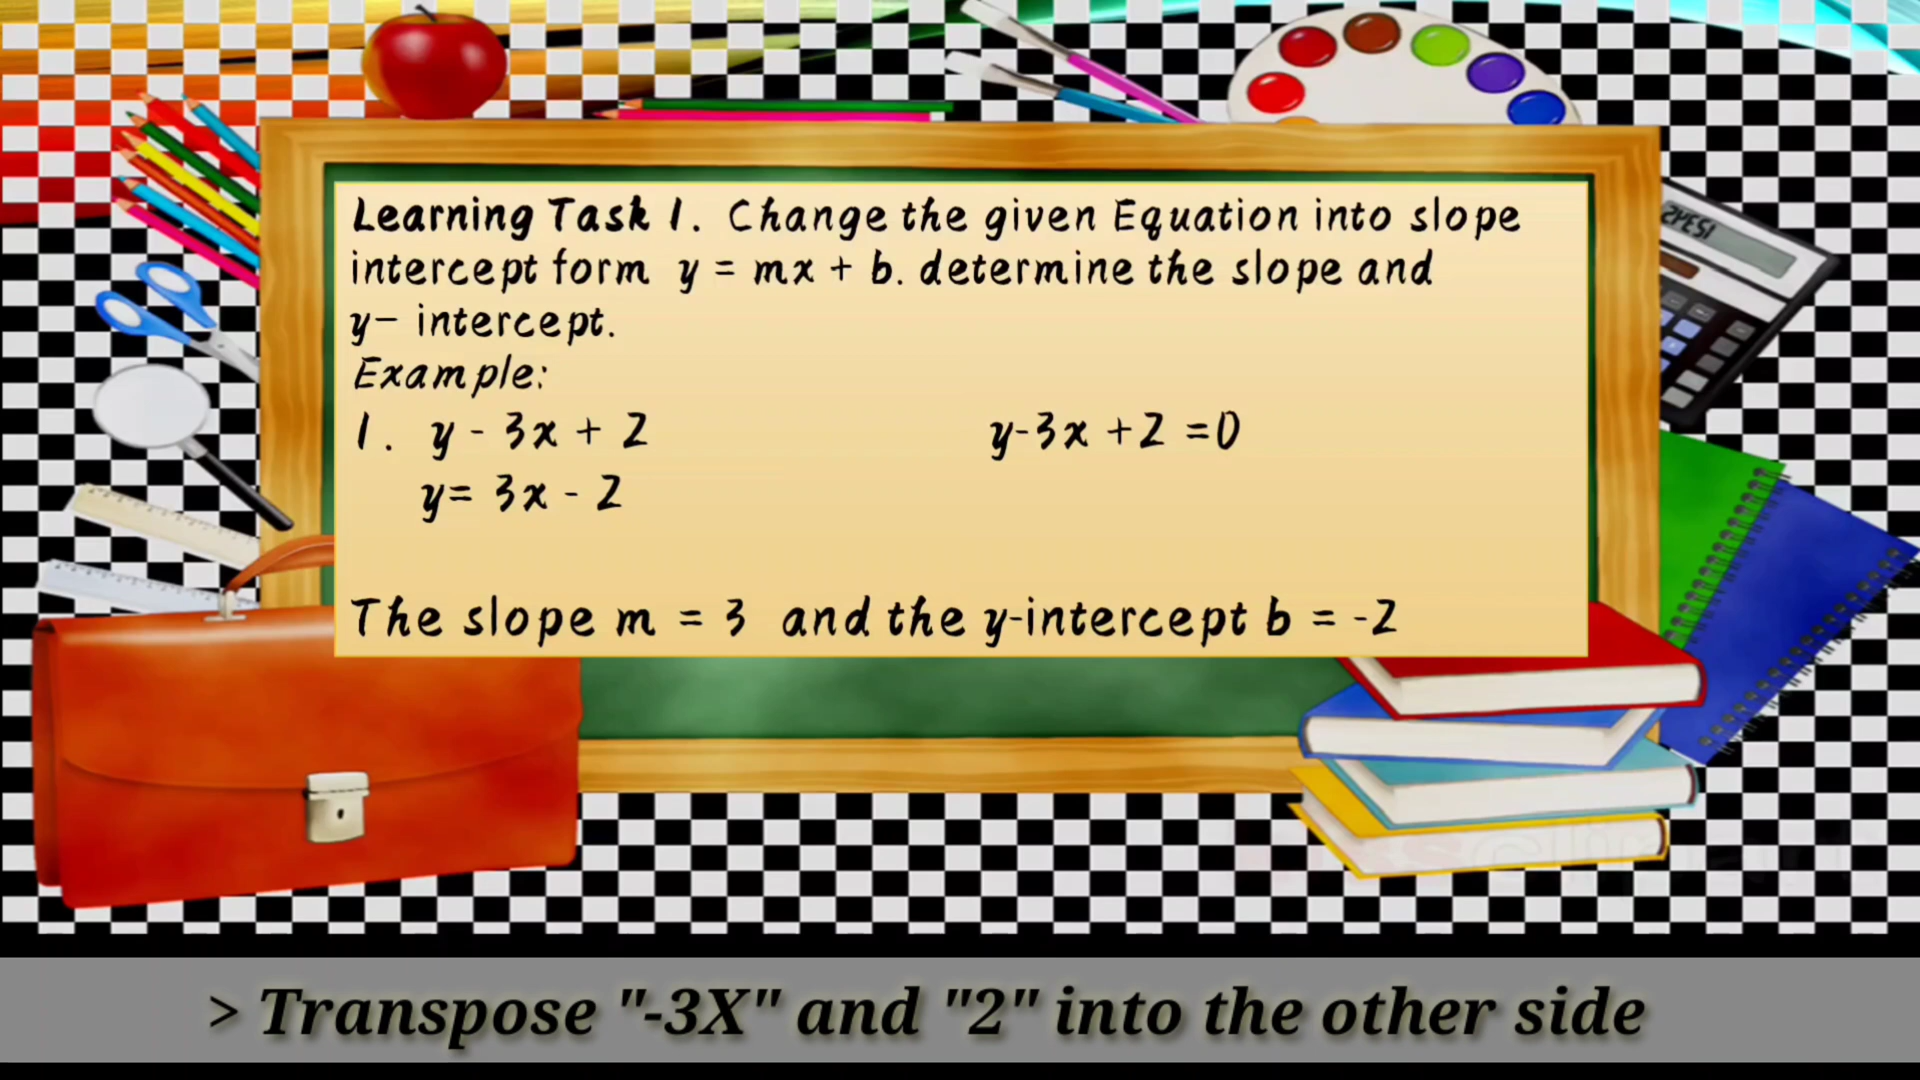 Learning Task 1. Change the given Equation into slope
intercept form y = mx + b. determine the slope and
y- intercept.
Example:
1. y - 3x + 2 y-3x +2 =0
y= 3x - 2
The slope m = 3 and the y-intercept b = -2
> Transpose "-3X" and "2" into the other side